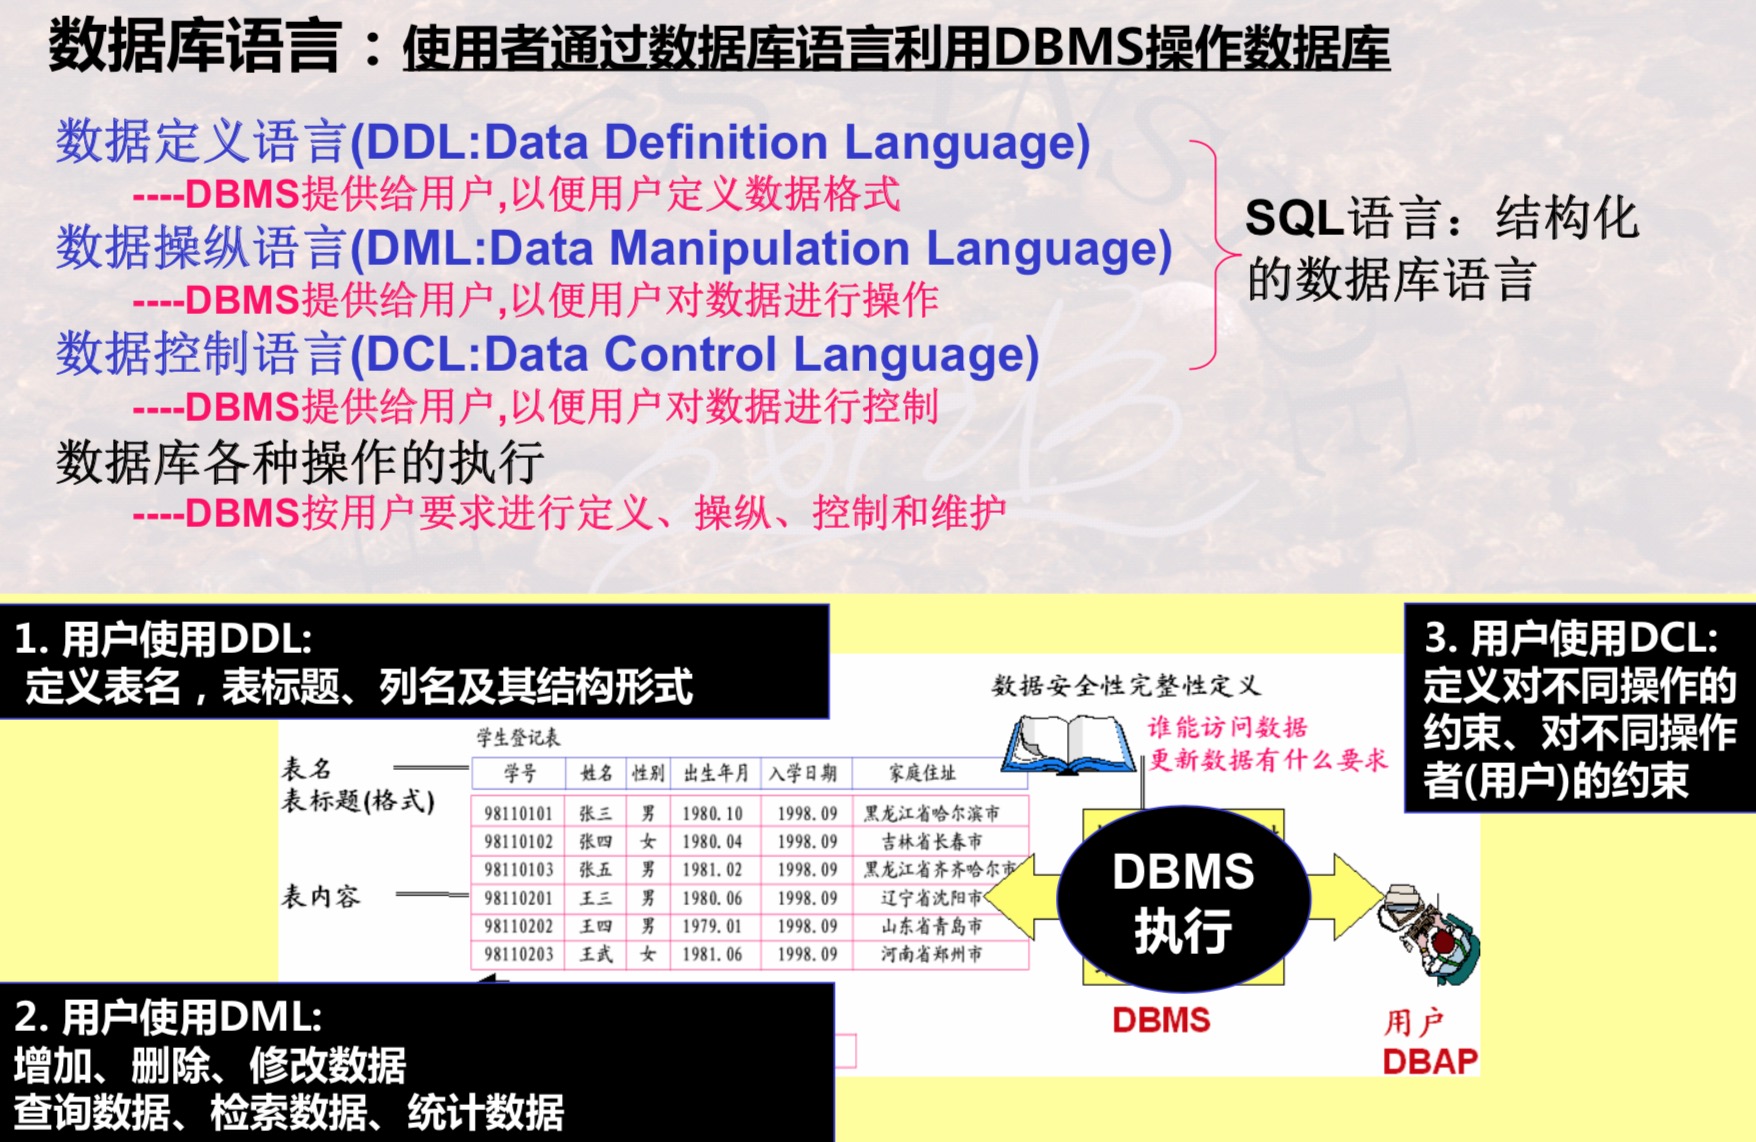 数据库语言：使用者通过数据库语言利用DBMS操作数据库
数据定义语言(DDL:Data Definition Language)
----DBMS提供给用户,以便用户定义数据格式
数据操纵语言(DML:Data Manipulation Language)
----DBMS提供给用户,以便用户对数据进行操作
数据控制语言(DCL:Data Control Language)
----DBMS提供给用户,以便用户对数据进行控制
SQL语言：结构化
的数据库语言
数据库各种操作的执行
----DBMS按用户要求进行定义、操纵、控制和维护
1. 用户使用DDL:
定义表名，表标题、列名及其结构形式
3. 用户使用DCL:
定义对不同操作的
约束、对不同操作
者(用户)的约束
数据安全性完整性定义
谁能访问数据
更新数据有什么要求
学生登记表
表名
表标题(格式)
表内容
学号 姓名 性别 出生年月 入学日期 家庭住址
98110101 张三 男 1980.10 1998.09 黑龙江省哈尔滨市
98110102 张四 女 1980.04 1998.09 吉林省长春市
98110103 张五 男 1981.02 1998.09 黑龙江省齐齐哈尔市
98110201 王三 男 1980.06 1998.09 辽宁省沈阳市
98110202 王四 男 1979.01 1998.09 山东省青岛市
98110203 王武 女 1981.06 1998.09 河南省郑州市
DBMS
执行
DBMS
用户
DBAP
2. 用户使用DML:
增加、删除、修改数据
查询数据、检索数据、统计数据